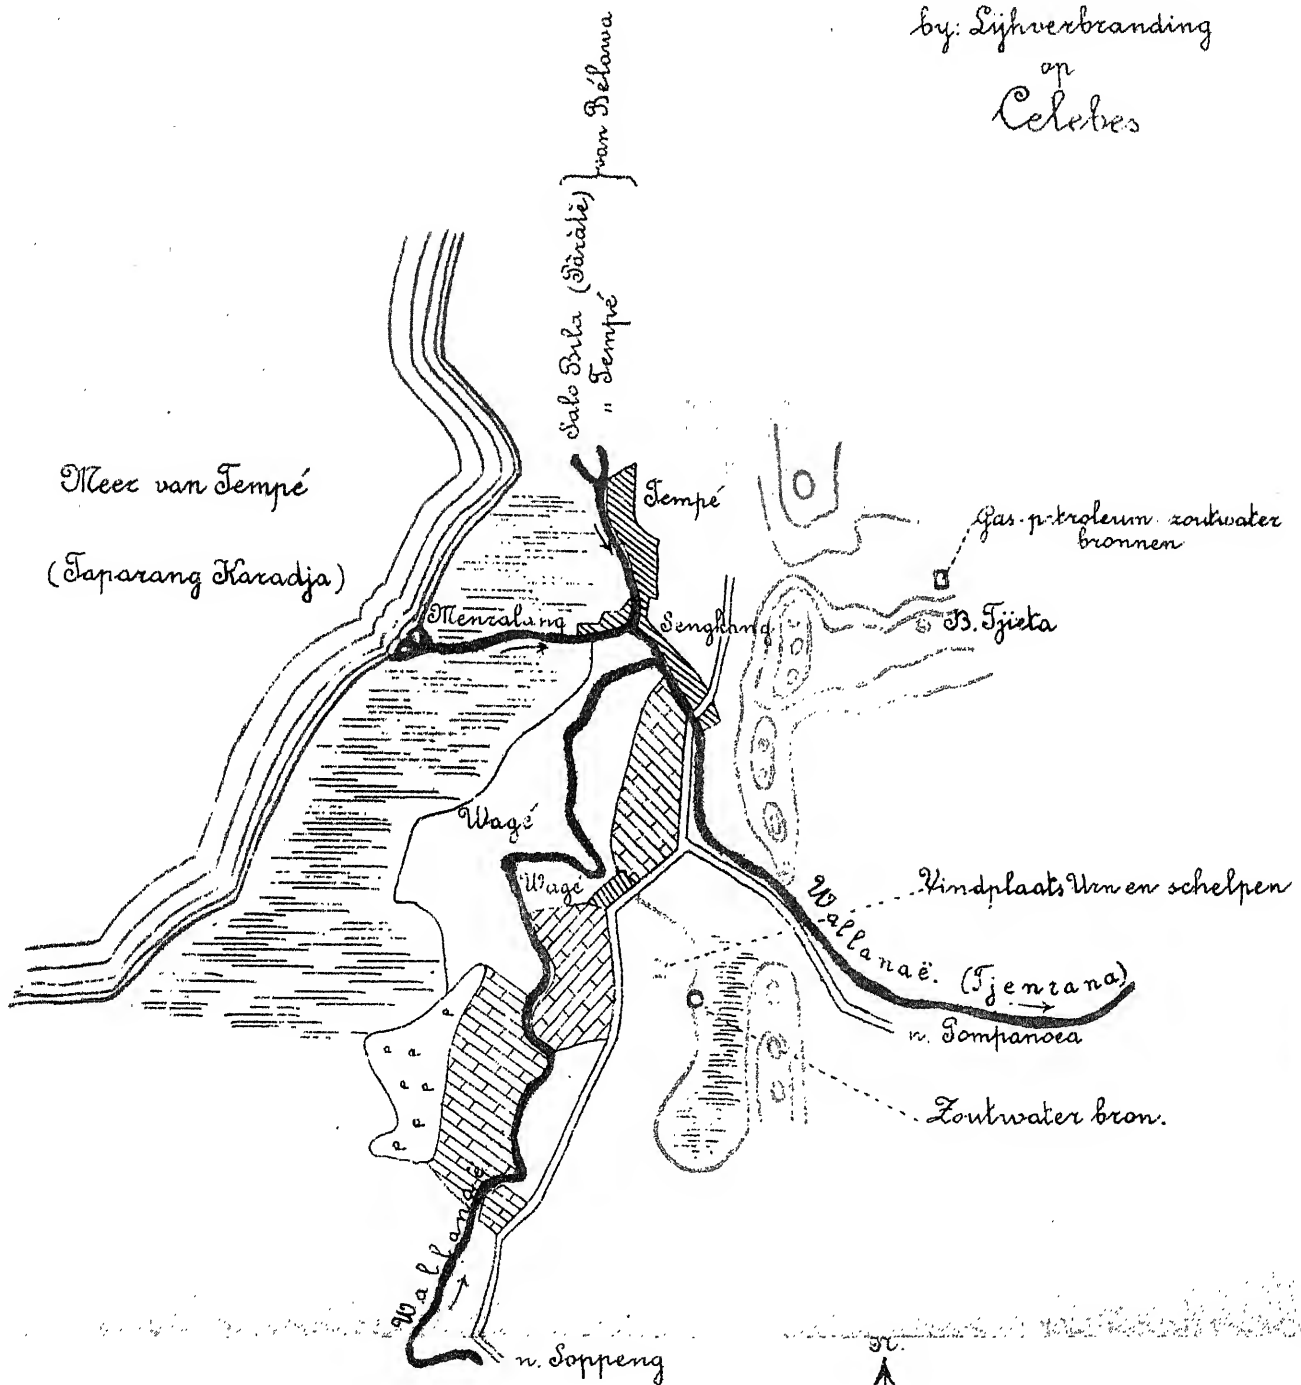 by: Lijkverbranding
op
Celebes
van Bélawa
Salo Bila (Pàràtě)
" Tempé
Meer van Tempé
(Taparang Karadja)
Tempé
Gas-petroleum-zoutwater
bronnen
Menralang
Sengkang
B. Tjieta
Wagé
Wagé
Vindplaats Urn en schelpen
Wallanaë. (Tjenrana)
n. Pompanoea
Zoutwater bron.
Wallanaë
n. Soppeng
N.